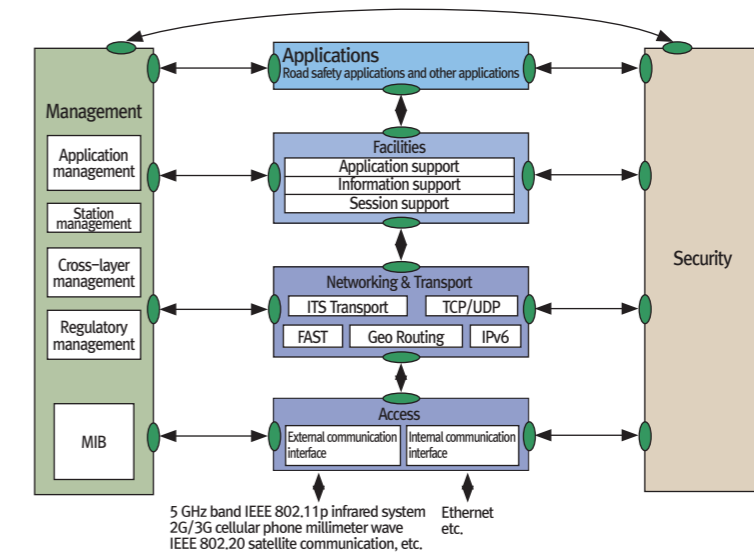 Management
Application
management
Station
management
Cross-layer
management
Regulatory
management
MIB
Applications
Road safety applications and other applications
Facilities
Application support
Information support
Session support
Networking & Transport
ITS Transport
TCP/UDP
FAST
Geo Routing
IPv6
Access
External communication
interface
Internal communication
interface
5 GHz band IEEE 802.11p infrared system
2G/3G cellular phone millimeter wave
IEEE 802.20 satellite communication, etc.
Ethernet
etc.
Security